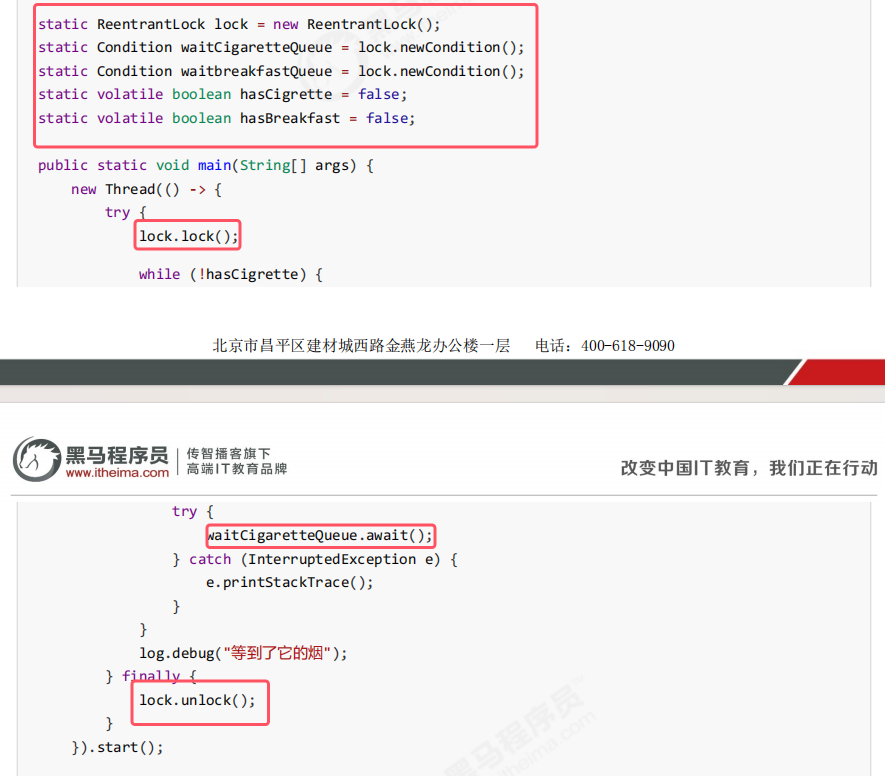 static ReentrantLock lock = new ReentrantLock();
static Condition waitCigaretteQueue = lock.newCondition();
static Condition waitbreakfastQueue = lock.newCondition();
static volatile boolean hasCigrette = false;
static volatile boolean hasBreakfast = false;
public static void main(String[] args) {
new Thread(() -> {
try {
lock.lock();
while (!hasCigrette) {
北京市昌平区建材城西路金燕龙办公楼一层 电话：400-618-9090
黑马程序员
www.itheima.com
传智播客旗下
高端IT教育品牌
改变中国IT教育，我们正在行动
try {
waitCigaretteQueue.await();
} catch (InterruptedException e) {
e.printStackTrace();
}
}
log.debug("等到了它的烟");
} finally {
lock.unlock();
}
}).start();
黑马程序员
itheima.com